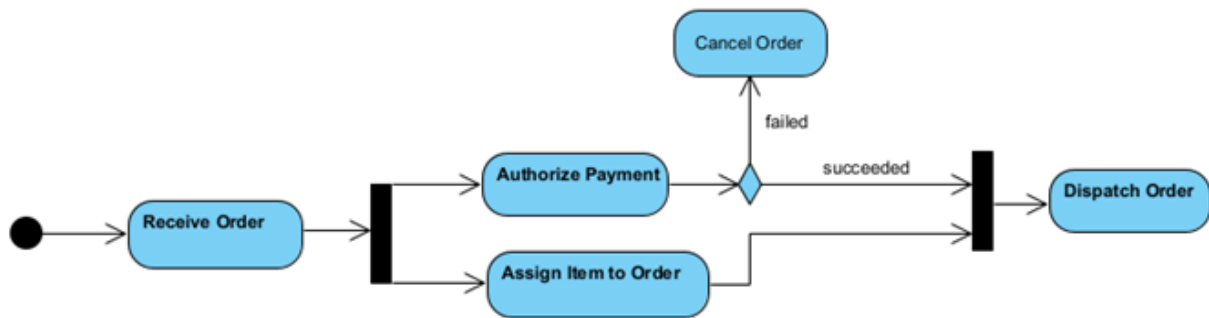 Cancel Order
failed
Authorize Payment
succeeded
Dispatch Order
Receive Order
Assign Item to Order